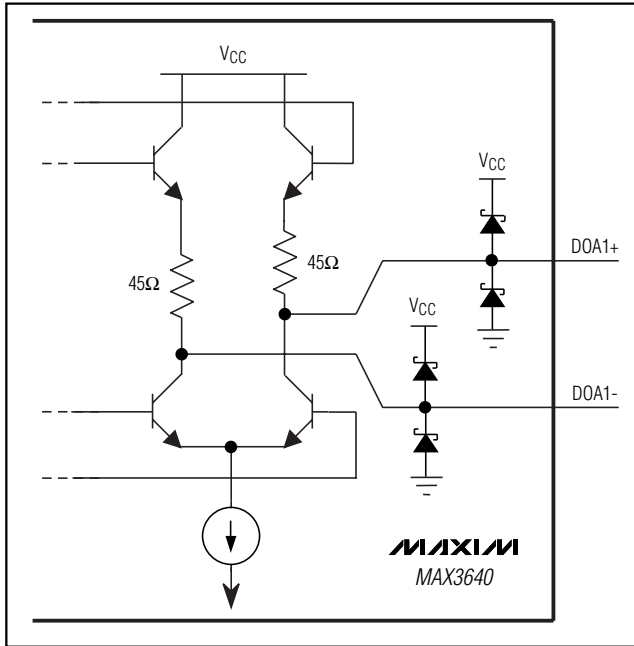 VCC
VCC
DOA1+
45Ω
45Ω
VCC
DOA1-
MAXIM
MAX3640